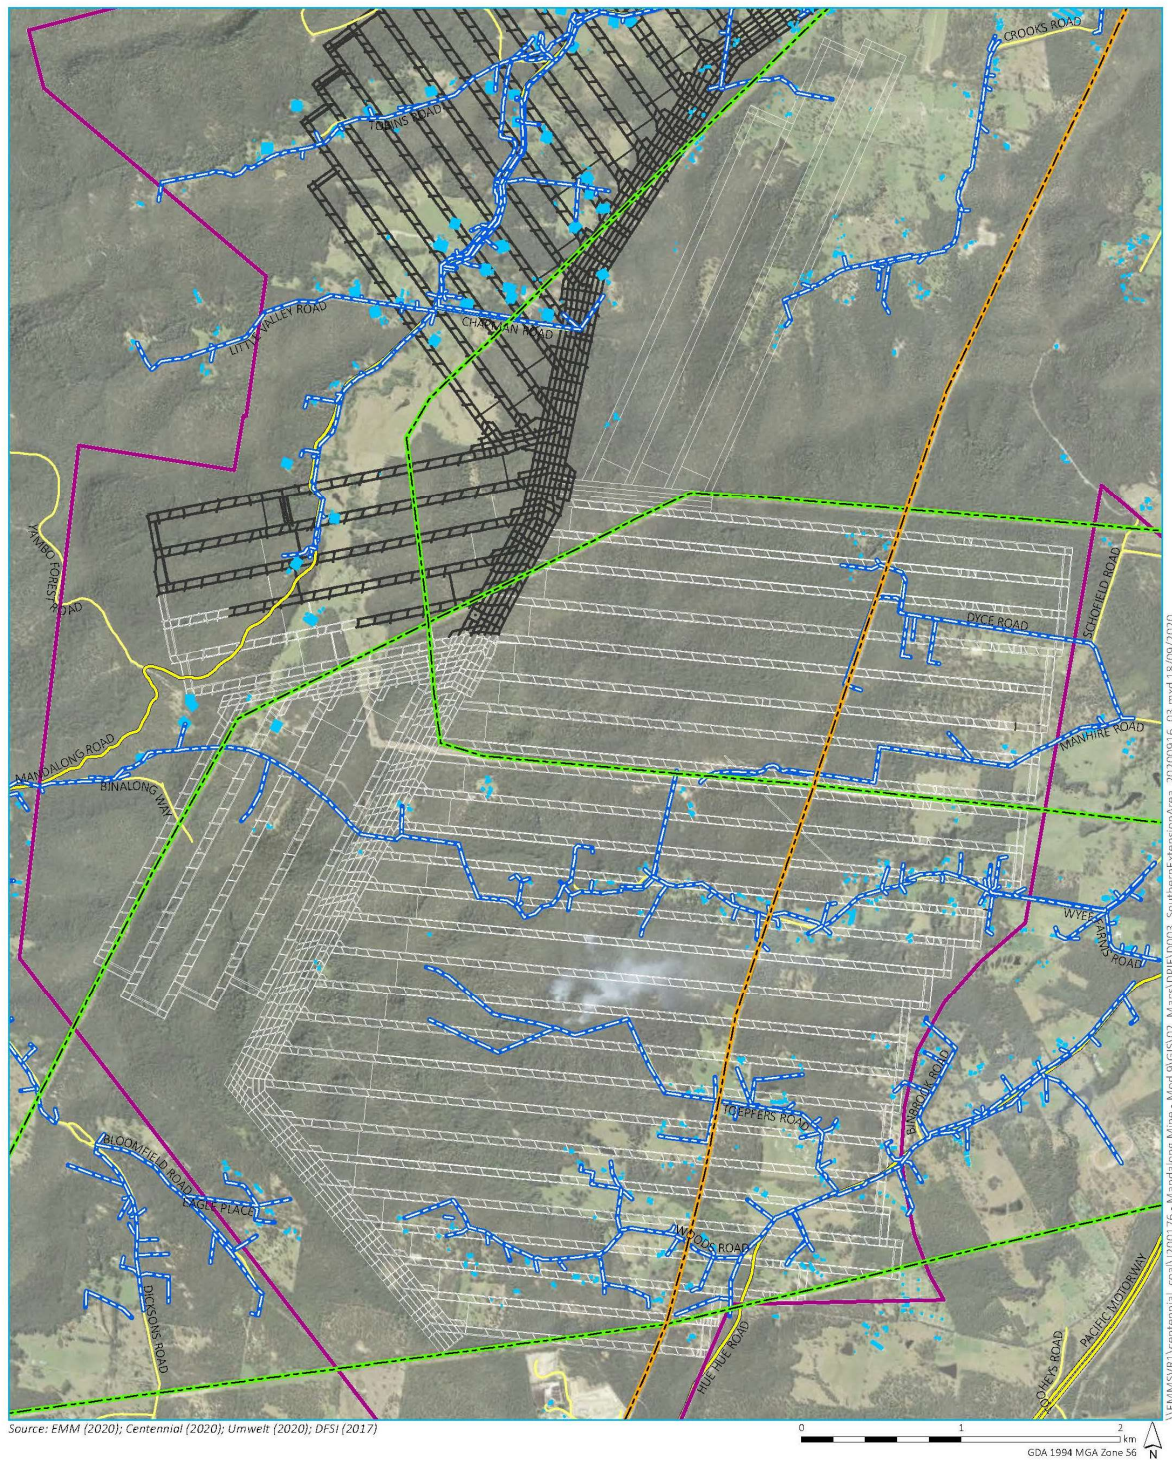 CROOKS ROAD
TOBINS ROAD
LITTLE VALLEY ROAD
CHAPMAN ROAD
YAMBO FOREST
ROAD
SCHOFIELD ROAD
DYCE ROAD
MANHIRE ROAD
MANDALONG ROAD
BINALONG WAY
WYEE FARMS ROAD
BINBROOK ROAD
TOEPFERS ROAD
BLOOMFIELD ROAD
EAGLE PLACE
WOODS ROAD
DICKSONS ROAD
HUE HUE ROAD
PACIFIC MOTORWAY
Source: EMM (2020); Centennial (2020); Umwelt (2020); DFSI (2017)
0 1 2
km
GDA 1994 MGA Zone 56
N